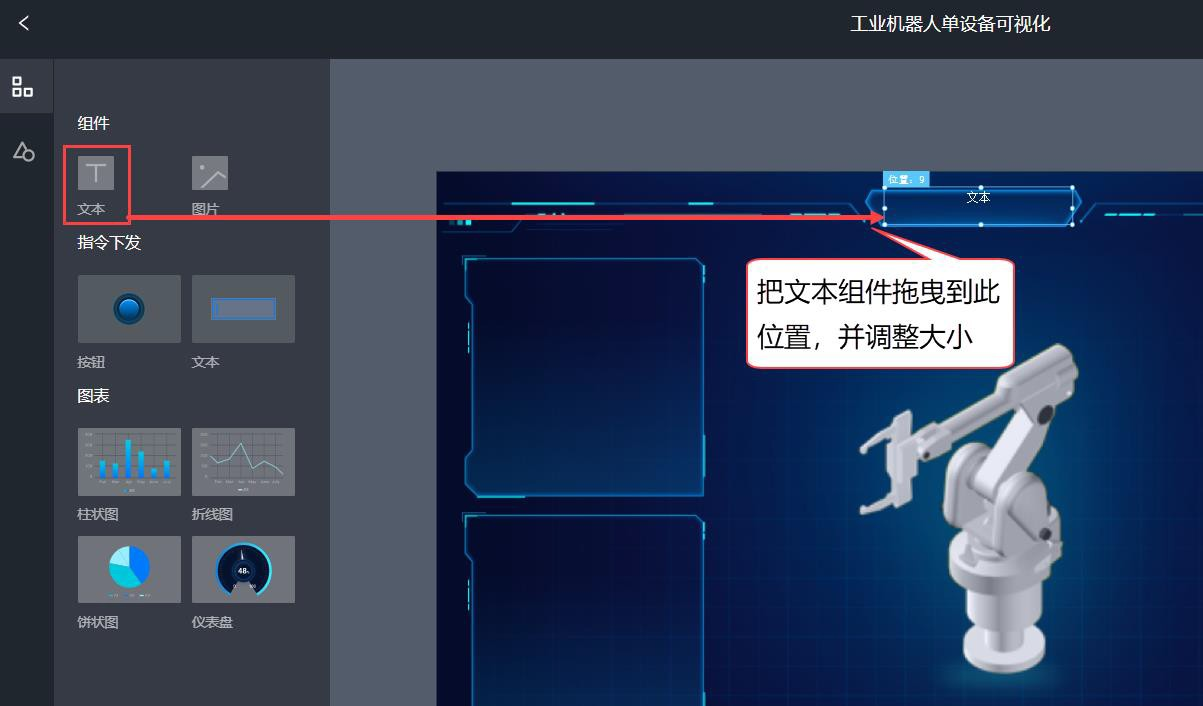 工业机器人单设备可视化
组件
文本
图片
指令下发
按钮
文本
图表
柱状图
折线图
饼状图
48%
仪表盘
位置：9
文本
把文本组件拖曳到此
位置，并调整大小